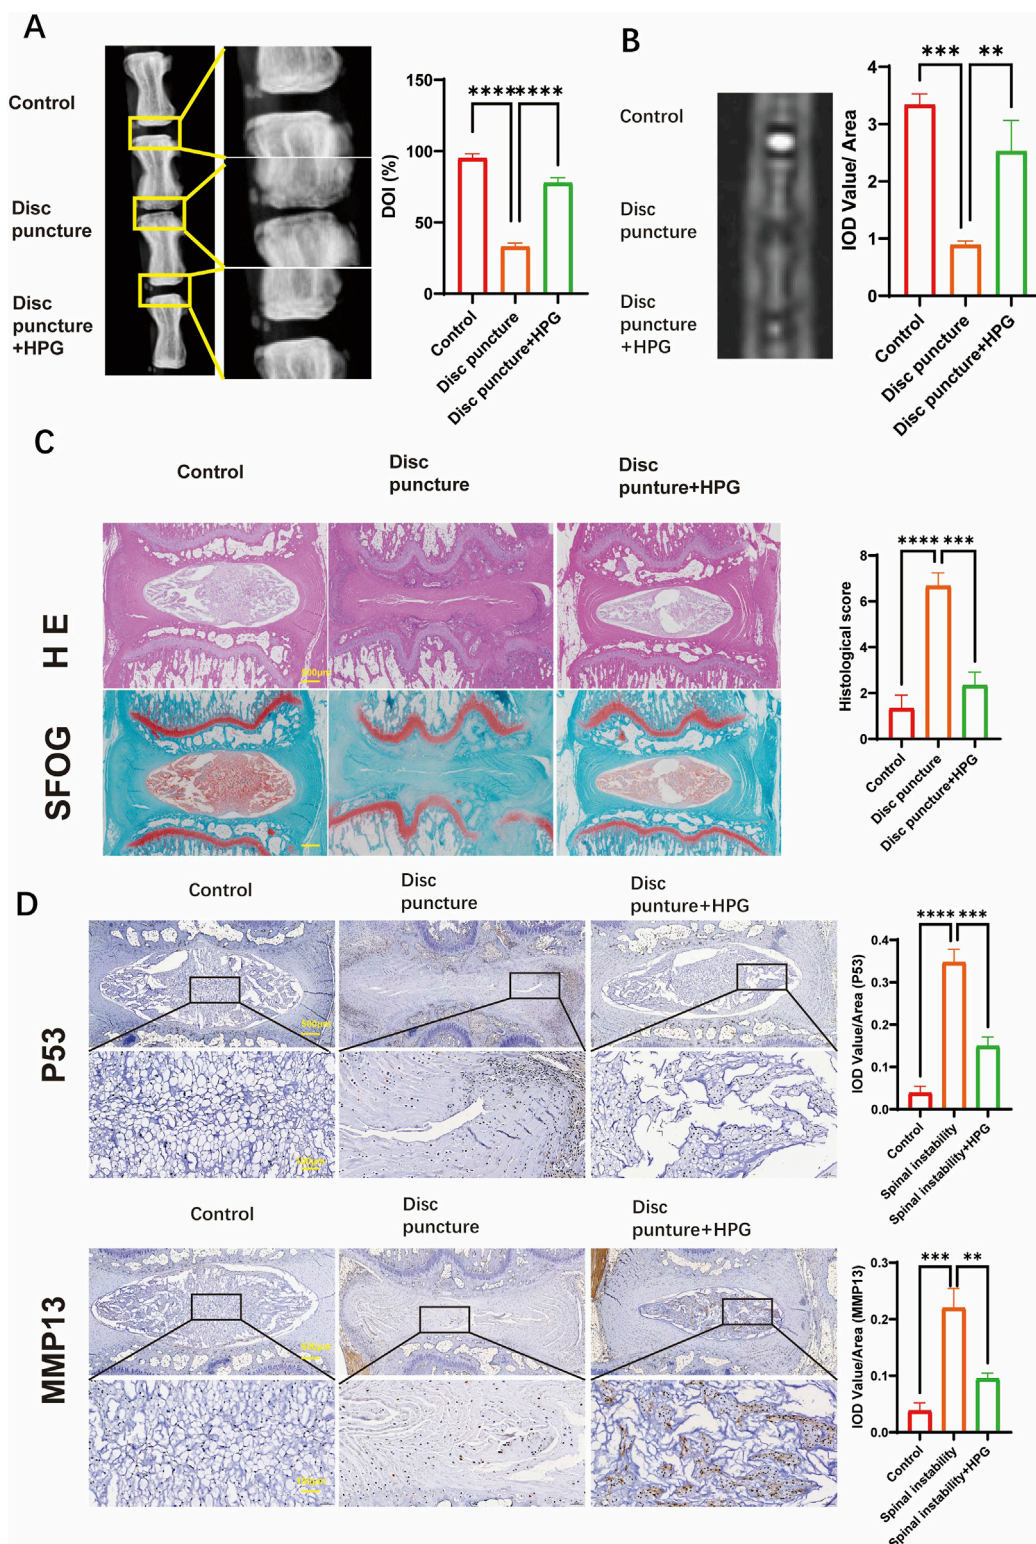 A
Control
Disc
puncture
Disc
puncture
+HPG
DOI (%)
150
100
50
0
********
Control
Disc puncture
Disc puncture+HPG
B
Control
Disc
puncture
Disc
puncture
+HPG
IOD Value/ Area
4
3
2
1
0
*** **
Control
Disc puncture
Disc puncture+HPG
C
Control
Disc
puncture
Disc
punture+HPG
H E
SFOG
Histological score
8
6
4
2
0
**** ***
Control
Disc puncture
Disc puncture+HPG
D
Control
Disc
puncture
Disc
punture+HPG
P53
500μm
100μm
IOD Value/Area (P53)
0.4
0.3
0.2
0.1
0.0
**** ***
Control
Spinal instability
Spinal instability+HPG
Control
Disc
puncture
Disc
punture+HPG
MMP13
IOD Value/Area (MMP13)
0.3
0.2
0.1
0.0
*** **
Control
Spinal instability
Spinal instability+HPG